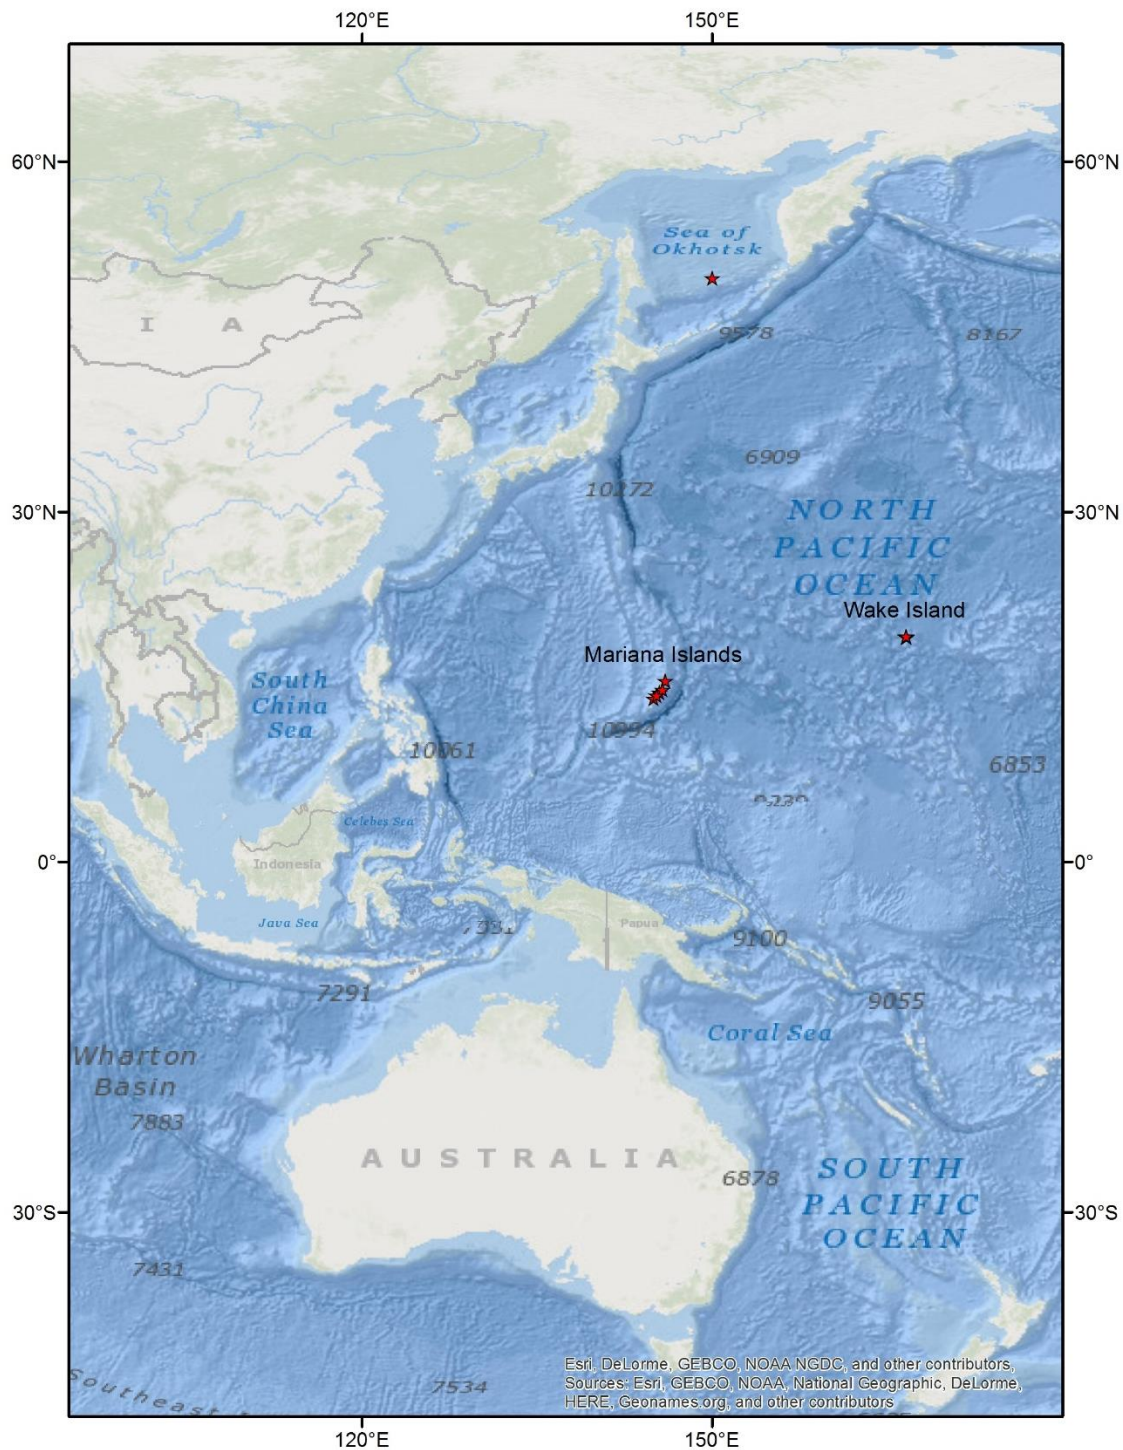 120°E
150°E
60°N
60°N
Sea of
Okhotsk
I A
9578
8167
6909
10272
30°N
30°N
NORTH
PACIFIC
OCEAN
Wake Island
Mariana Islands
South
China
Sea
10994
10061
6853
Celebes Sea
0°
0°
Indonesia
Papua
Java Sea
9100
7291
9055
Coral Sea
Wharton
Basin
7883
AUSTRALIA
SOUTH
PACIFIC
OCEAN
6878
30°S
30°S
7431
Southeast
7534
Esri, DeLorme, GEBCO, NOAA NGDC, and other contributors,
Sources: Esri, GEBCO, NOAA, National Geographic, DeLorme,
HERE, Geonames.org, and other contributors
120°E
150°E